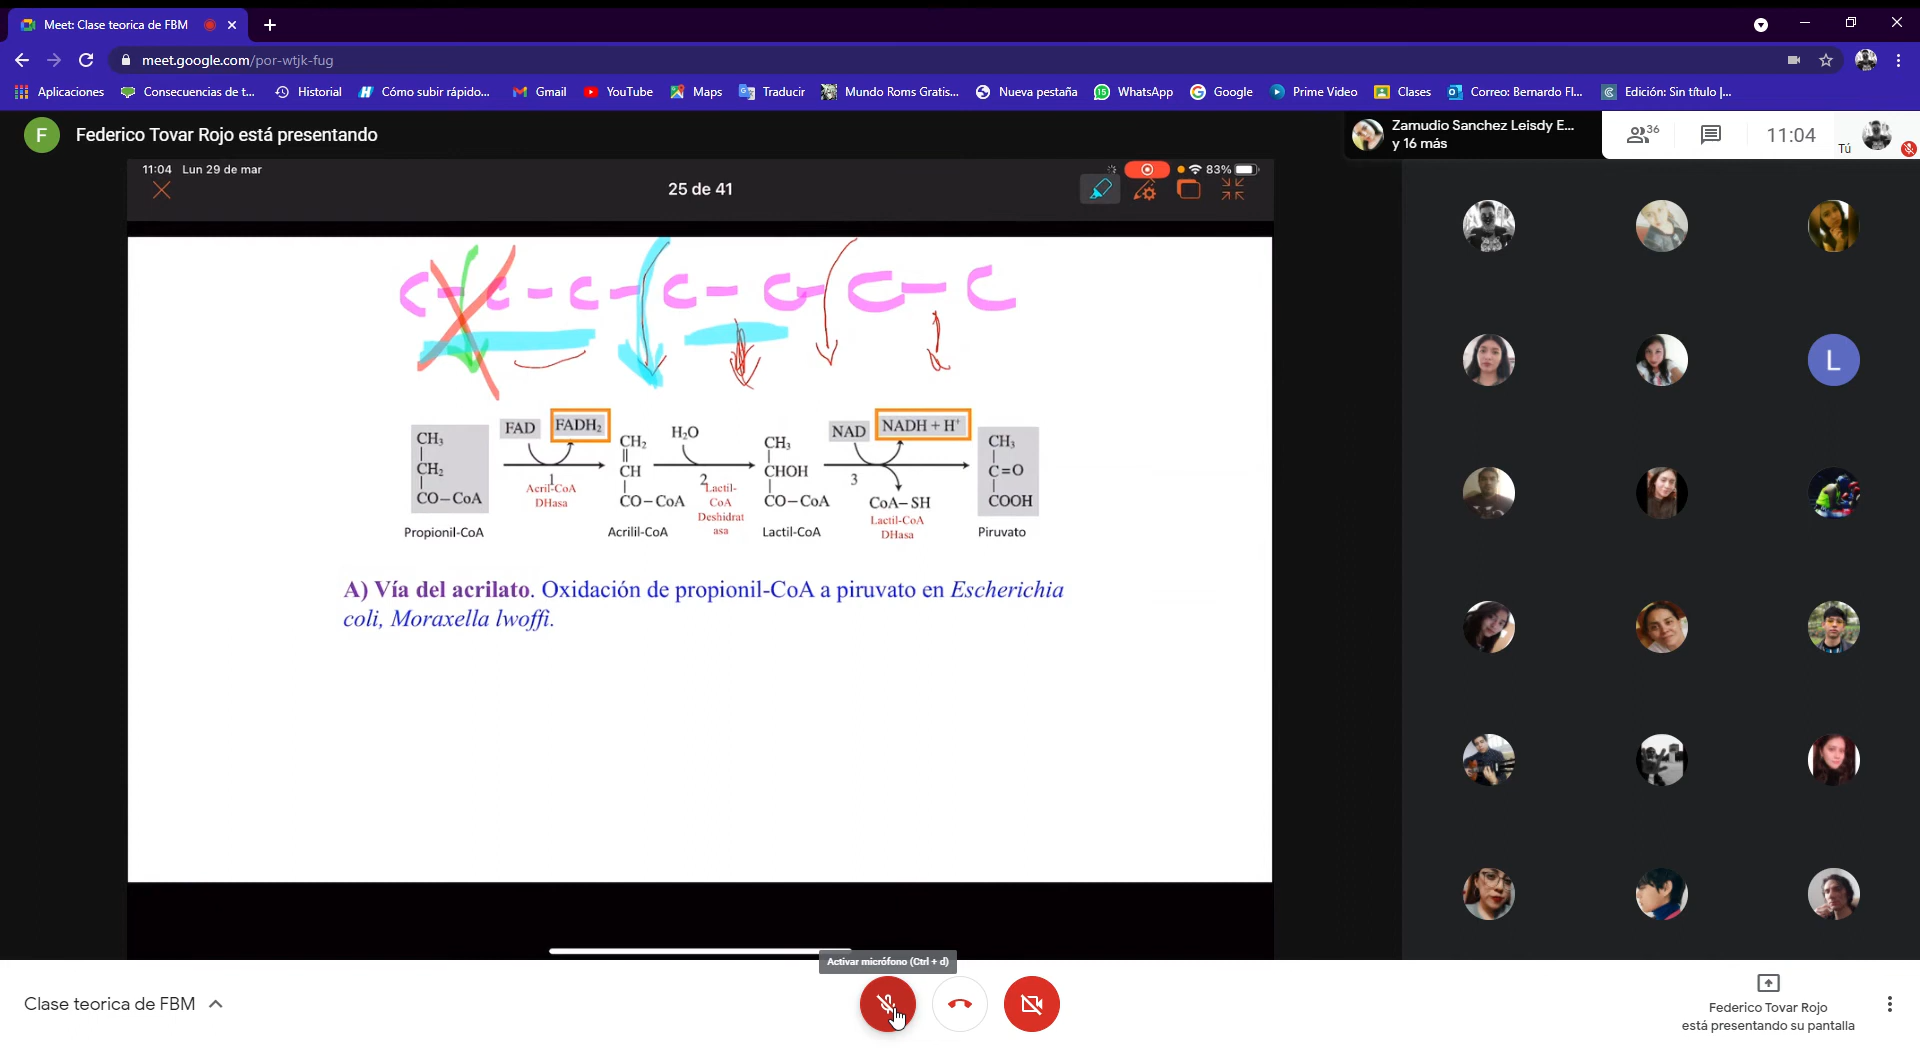 Meet: Clase teorica de FBM
meet.google.com/por-wtjk-fug
Aplicaciones Consecuencias de t... Historial Cómo subir rápido... Gmail YouTube Maps Traducir Mundo Roms Gratis... Nueva pestaña WhatsApp Google Prime Video Clases Correo: Bernardo Fl... Edición: Sin título |...
F Federico Tovar Rojo está presentando
Zamudio Sanchez Leisdy E...
y 16 más
36
11:04
Tú
11:04 Lun 29 de mar
83%
25 de 41
C - C - C - C - C - C - C
FAD FADH₂ H₂O NAD NADH + H⁺
CH₃ CH₂ CH₃ CH₃
CH₂ CH CHOH C=O
CO–CoA CO–CoA CO–CoA CoA–SH COOH
1 2 3
Acril-CoA
DHasa
Lactil-
CoA
Deshidrat
asa
Lactil-CoA
DHasa
Propionil-CoA Acrilil-CoA Lactil-CoA Piruvato
A) Vía del acrilato. Oxidación de propionil-CoA a piruvato en Escherichia
coli, Moraxella lwoffi.
L
Activar micrófono (Ctrl + d)
Clase teorica de FBM
Federico Tovar Rojo
está presentando su pantalla